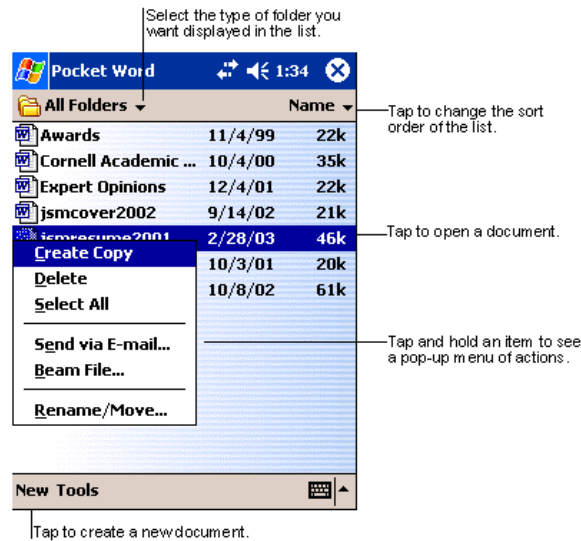 Select the type of folder you
want displayed in the list.
Pocket Word 1:34
All Folders Name
Tap to change the sort
order of the list.
Awards 11/4/99 22k
Cornell Academic ... 10/4/00 35k
Expert Opinions 12/4/01 22k
jsmcover2002 9/14/02 21k
jsmresume2001 2/28/03 46k
Tap to open a document.
Create Copy
10/3/01 20k
Delete
10/8/02 61k
Select All
Send via E-mail...
Tap and hold an item to see
a pop-up menu of actions.
Beam File...
Rename/Move...
New Tools
Tap to create a new document.